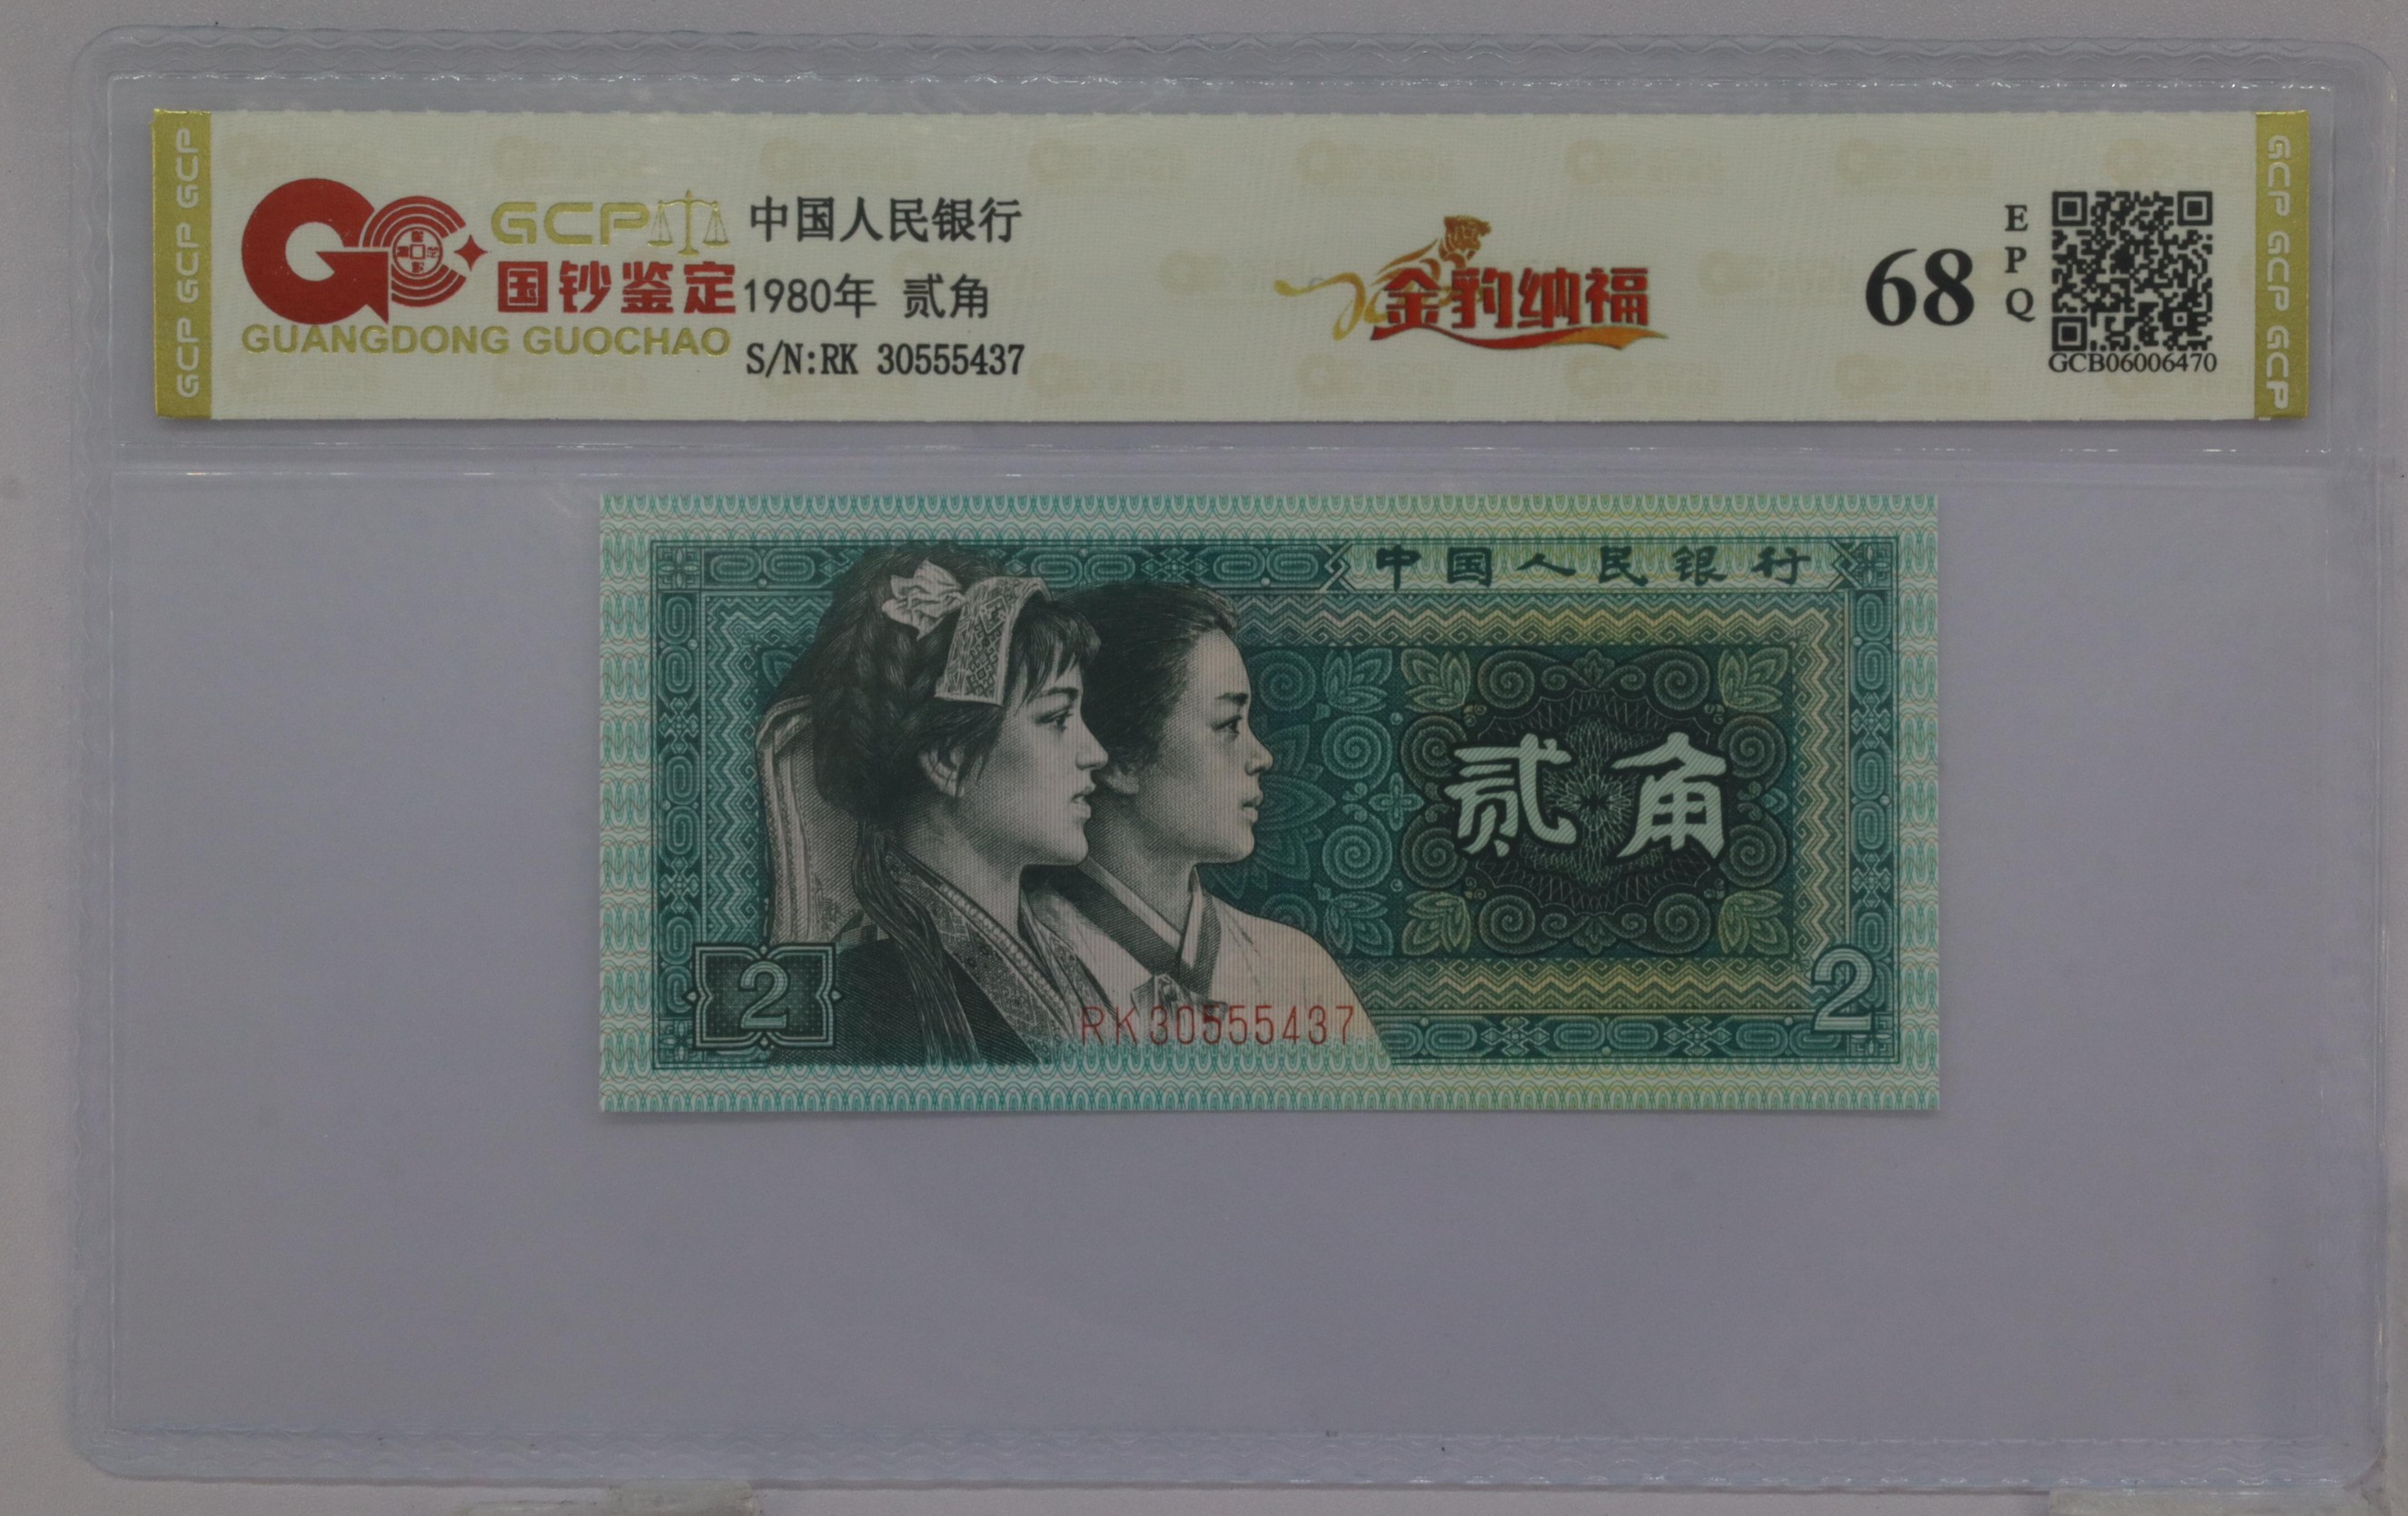 GCP GCP GCP
GCP
国钞鉴定
GUANGDONG GUOCHAO
中国人民银行
1980年 贰角
S/N:RK 30555437
金豹纳福
68
EPQ
GCB06006470
GCP GCP GCP
中国人民银行
贰角
2
2
RK30555437